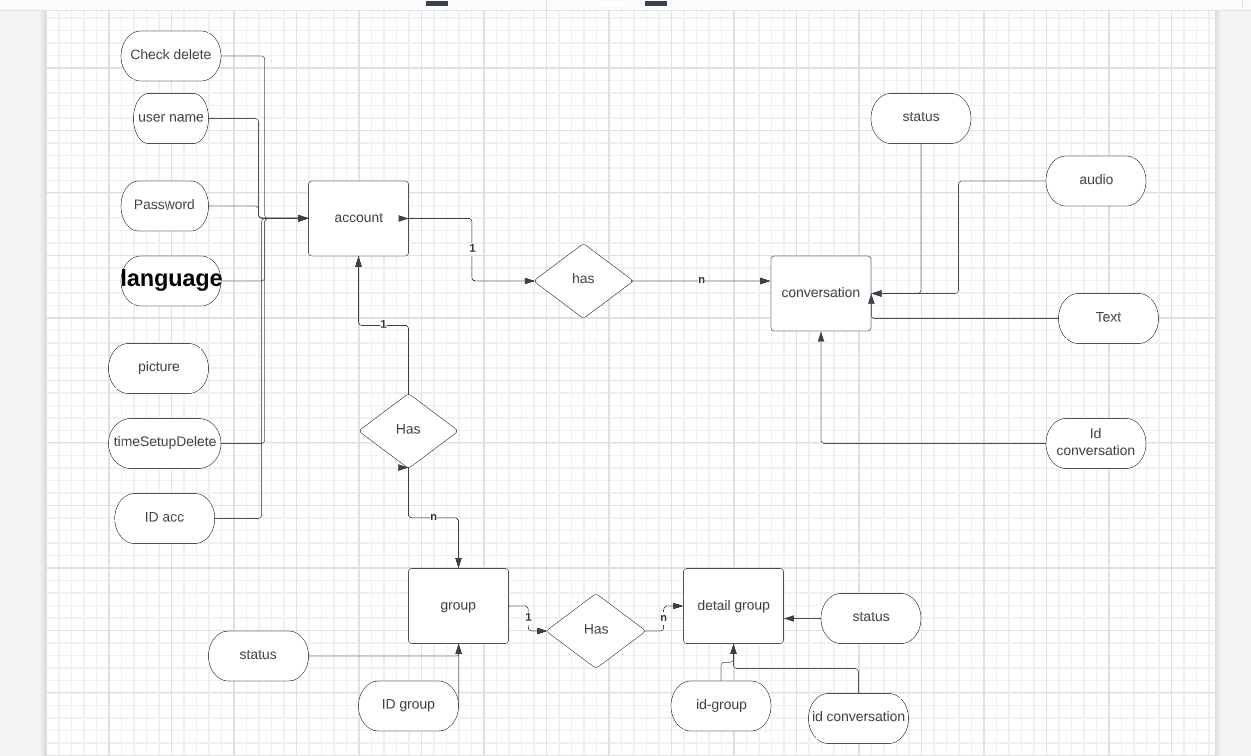 Check delete
user name
status
audio
Password
account
1
has
n
language
conversation
Text
1
picture
Has
Id
conversation
timeSetupDelete
n
ID acc
group
1
Has
n
detail group
status
status
ID group
id-group
id conversation